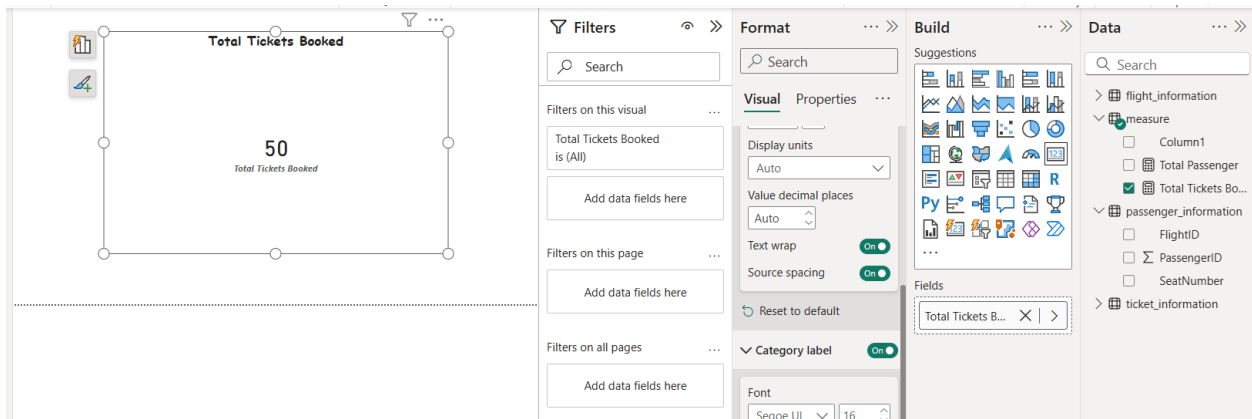 Total Tickets Booked
50
Total Tickets Booked
Filters
Search
Filters on this visual
Total Tickets Booked
is (All)
Add data fields here
Filters on this page
Add data fields here
Filters on all pages
Add data fields here
Format
Search
Visual Properties
Display units
Auto
Value decimal places
Auto
Text wrap On
Source spacing On
Reset to default
Category label On
Font
Segoe UI 16
Build
Suggestions
123
R
Py
123
Fields
Total Tickets B...
Data
Search
flight_information
measure
Column1
Total Passenger
Total Tickets Bo...
passenger_information
FlightID
PassengerID
SeatNumber
ticket_information